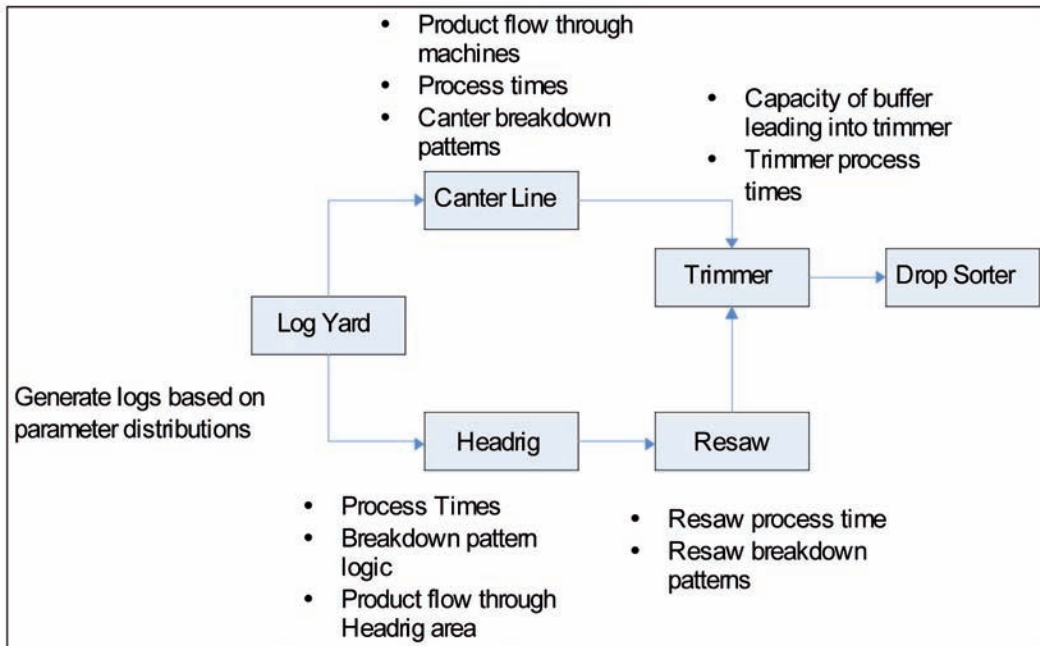 • Product flow through
machines
• Process times
• Canter breakdown
patterns
• Capacity of buffer
leading into trimmer
• Trimmer process
times
Canter Line
Trimmer
Drop Sorter
Log Yard
Generate logs based on
parameter distributions
Headrig
Resaw
• Process Times
• Breakdown pattern
logic
• Product flow through
Headrig area
• Resaw process time
• Resaw breakdown
patterns